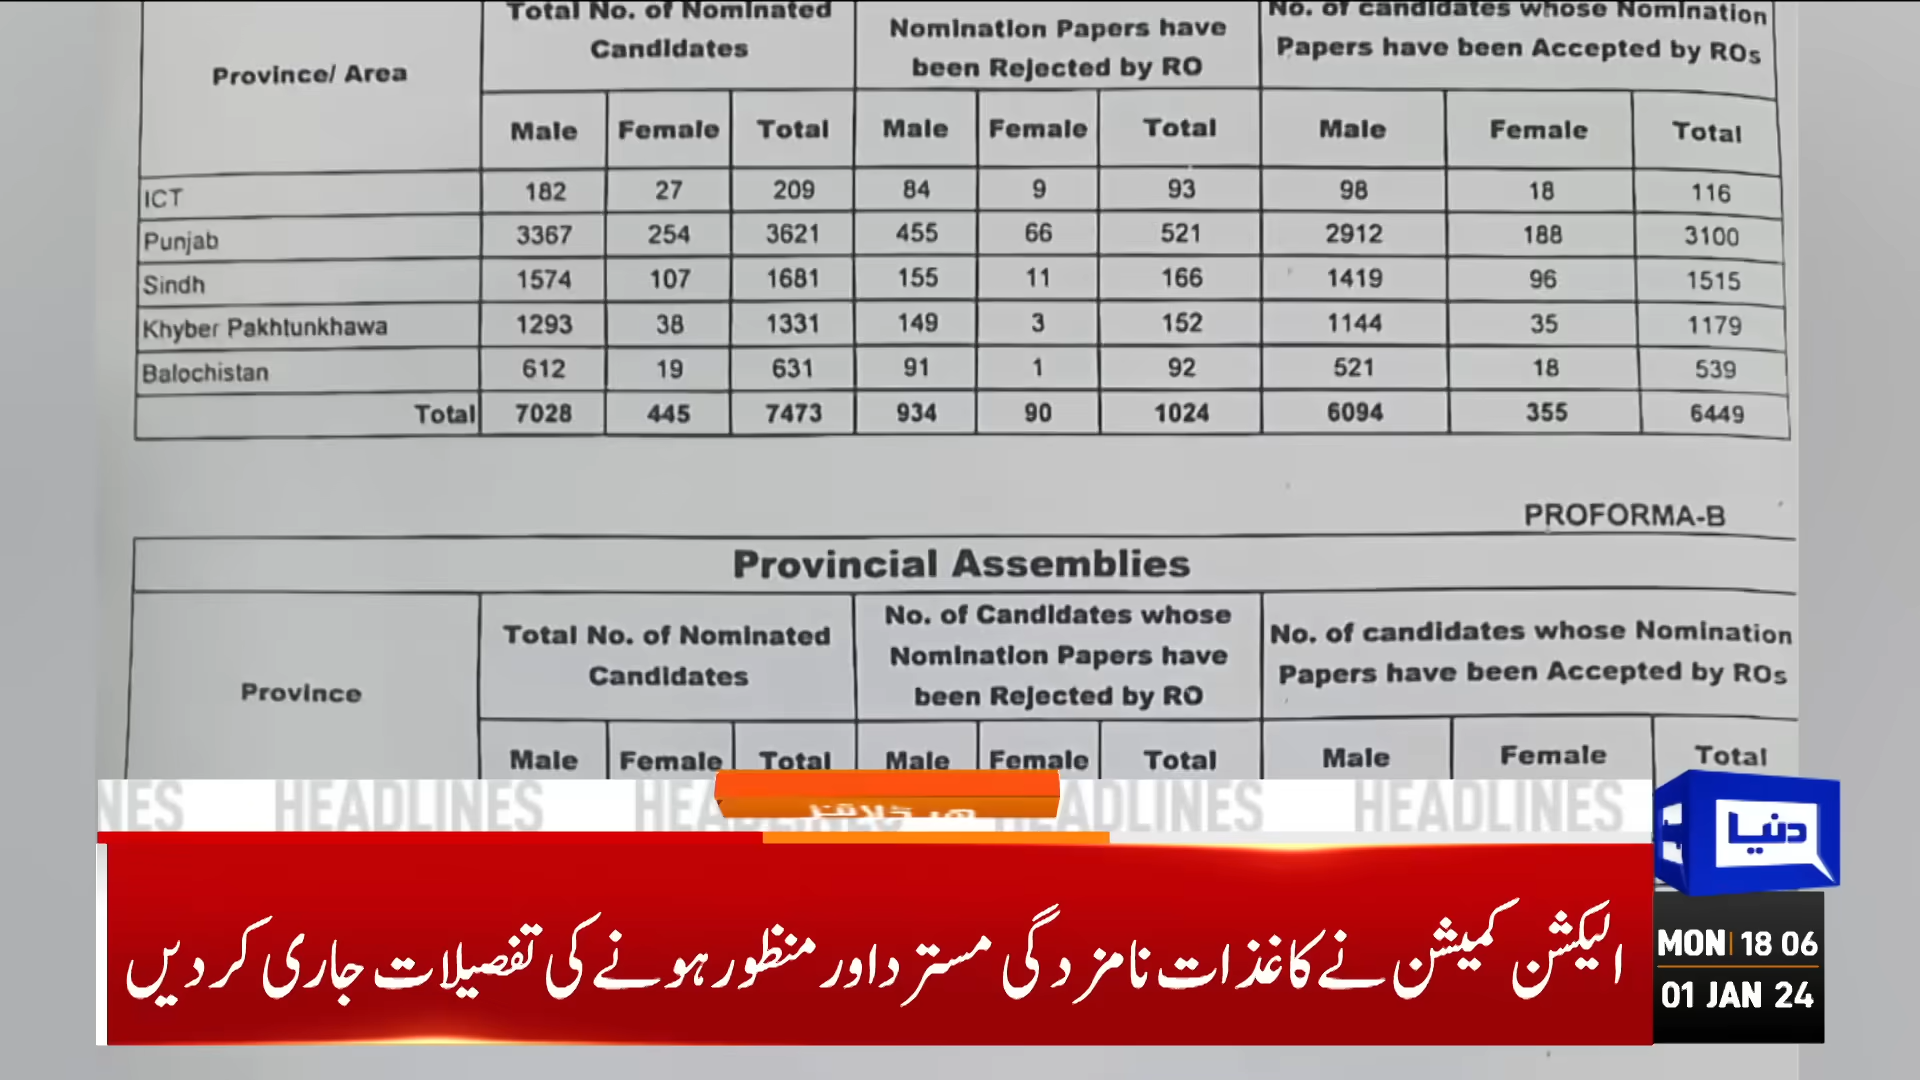 Province/ Area
Total No. of Nominated Candidates
Nomination Papers have been Rejected by RO
No. of candidates whose Nomination Papers have been Accepted by ROs
Male Female Total Male Female Total Male Female Total
ICT 182 27 209 84 9 93 98 18 116
Punjab 3367 254 3621 455 66 521 2912 188 3100
Sindh 1574 107 1681 155 11 166 1419 96 1515
Khyber Pakhtunkhawa 1293 38 1331 149 3 152 1144 35 1179
Balochistan 612 19 631 91 1 92 521 18 539
Total 7028 445 7473 934 90 1024 6094 355 6449
PROFORMA-B
Provincial Assemblies
Province
Total No. of Nominated Candidates
No. of Candidates whose Nomination Papers have been Rejected by RO
No. of candidates whose Nomination Papers have been Accepted by ROs
Male Female Total Male Female Total Male Female Total
NES HEADLINES HEADLINES HEADLINES
ہیڈلائنز
دنیا
الیکشن کمیشن نے کاغذات نامزدگی مسترد اور منظور ہونے کی تفصیلات جاری کر دیں
MON 18 06
01 JAN 24